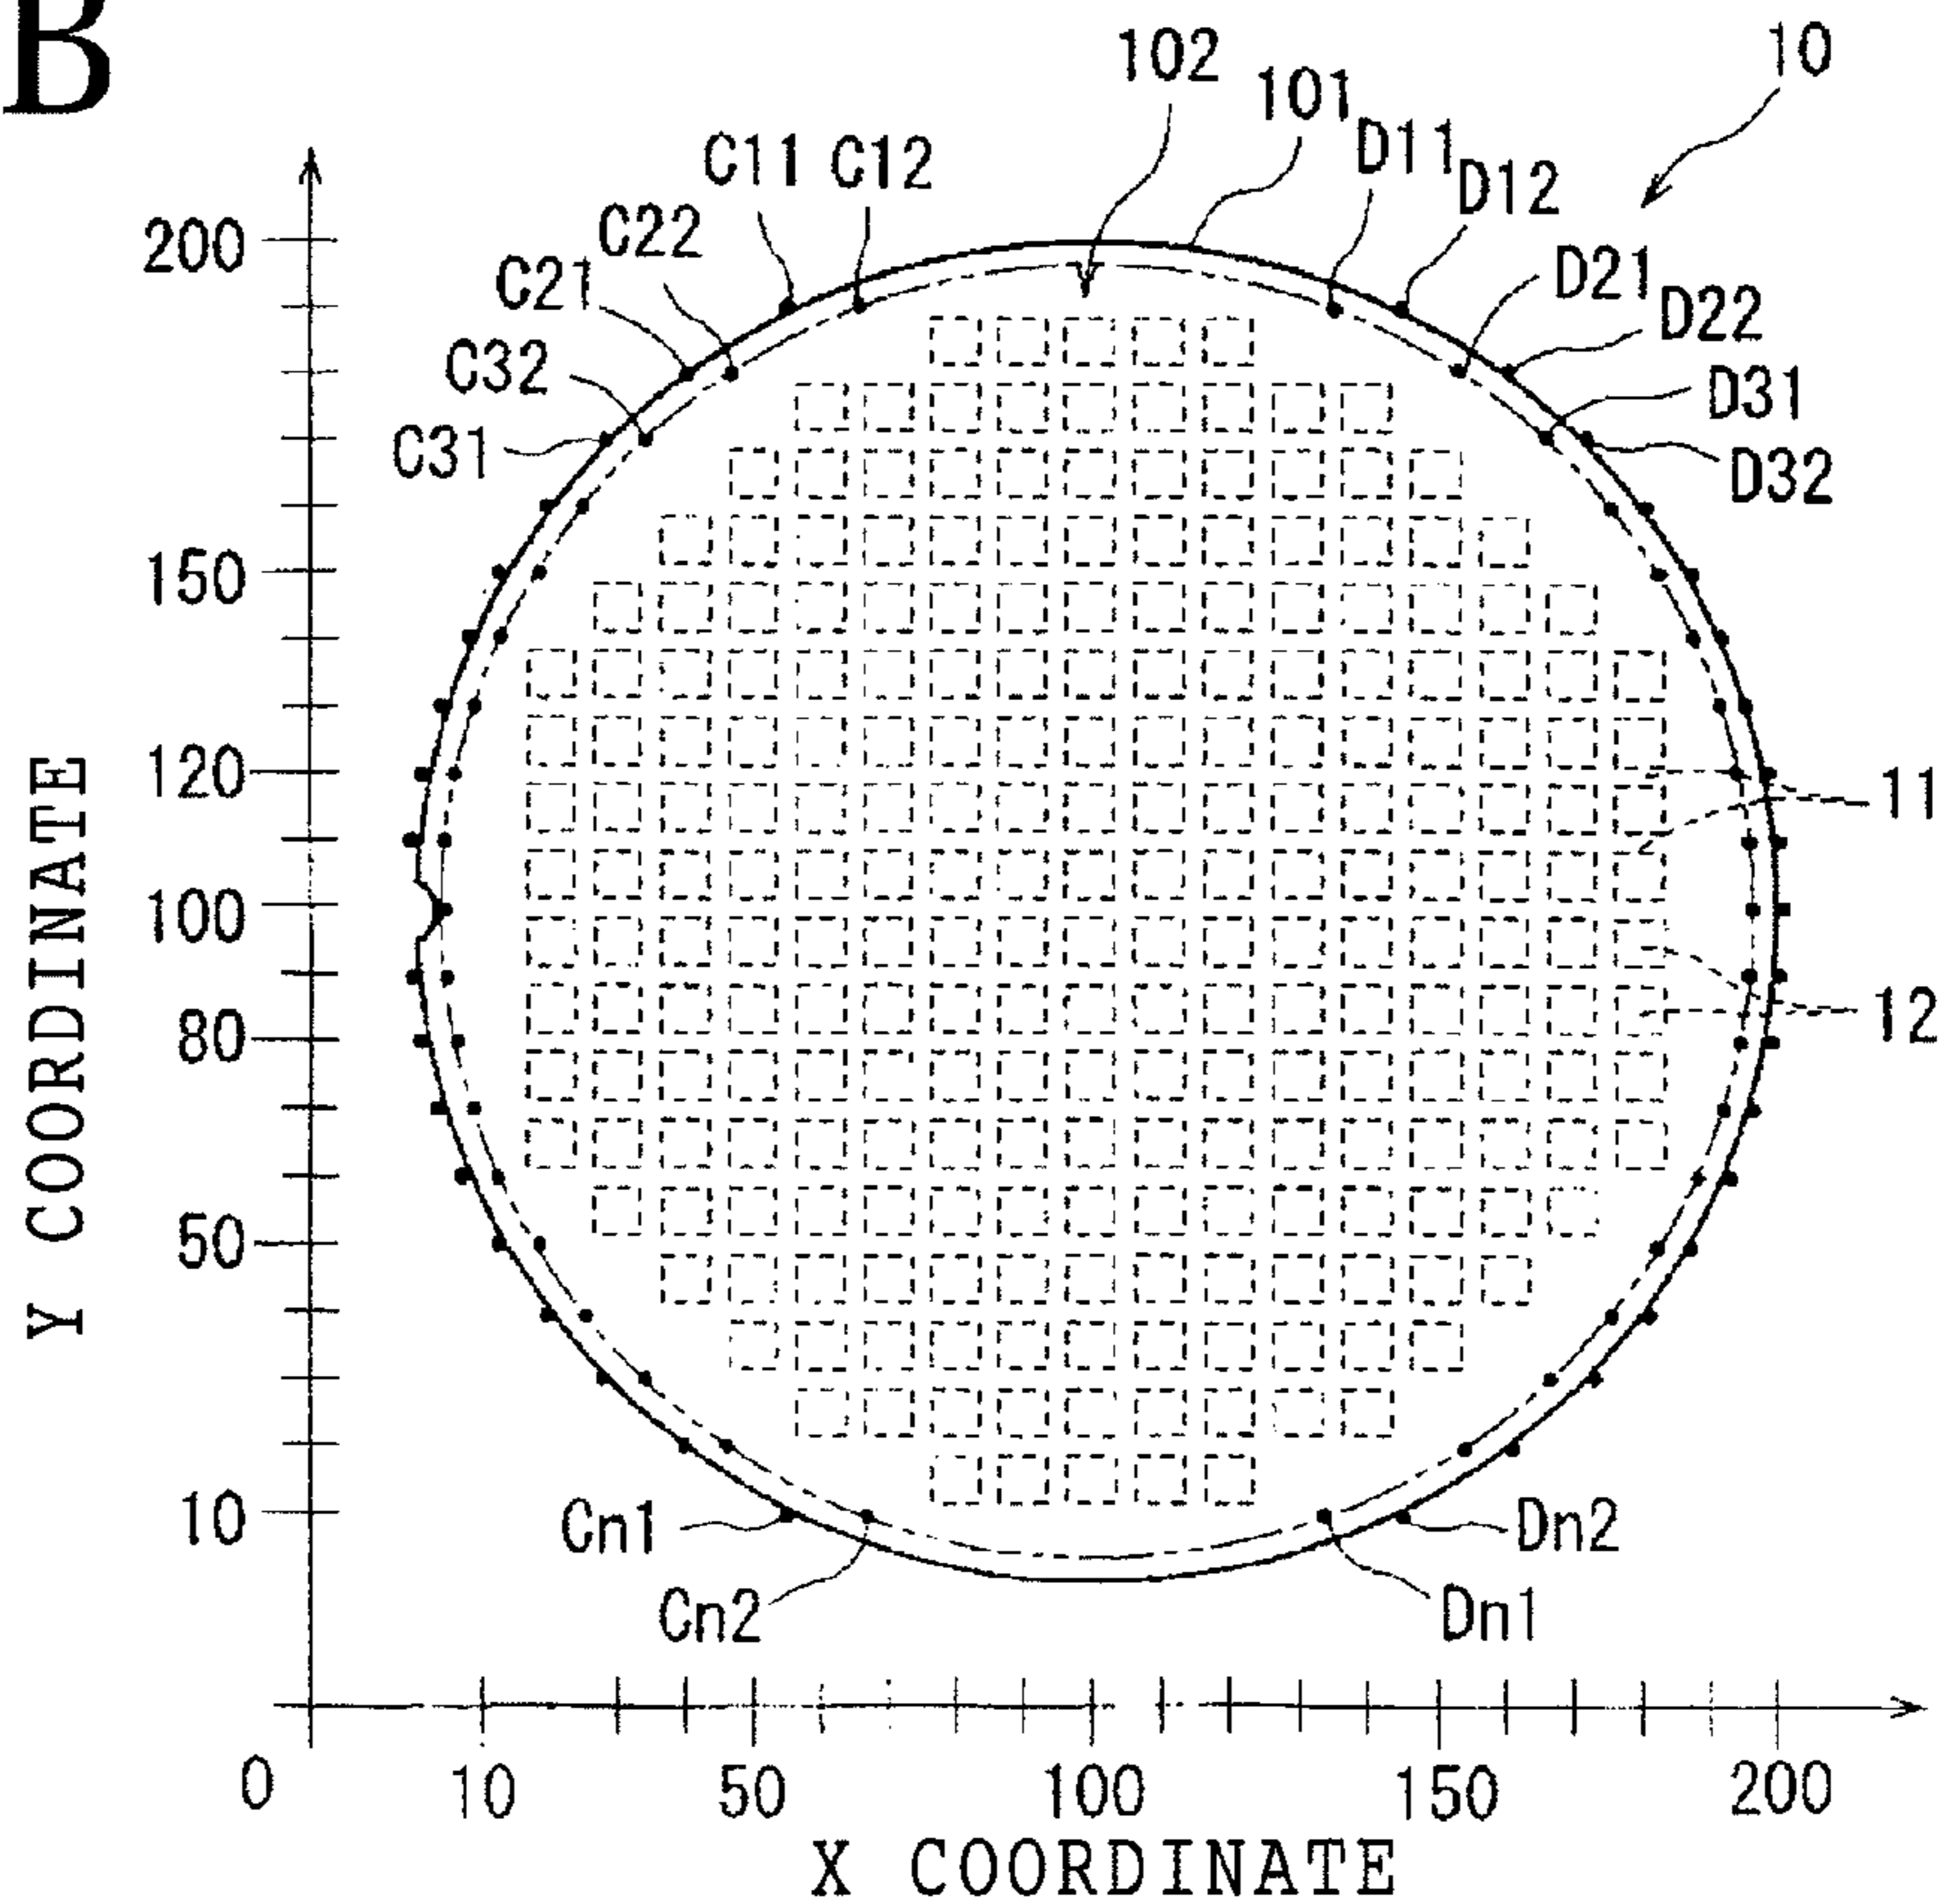 B
102
10
101
D11
C11 C12
D12
C22
200
D21
C21
D22
C32
D31
C31
D32
150
120
11
Y COORDINATE
100
12
80
50
10
Cn1
Dn2
Cn2
Dn1
0 10 50 100 150 200
X COORDINATE